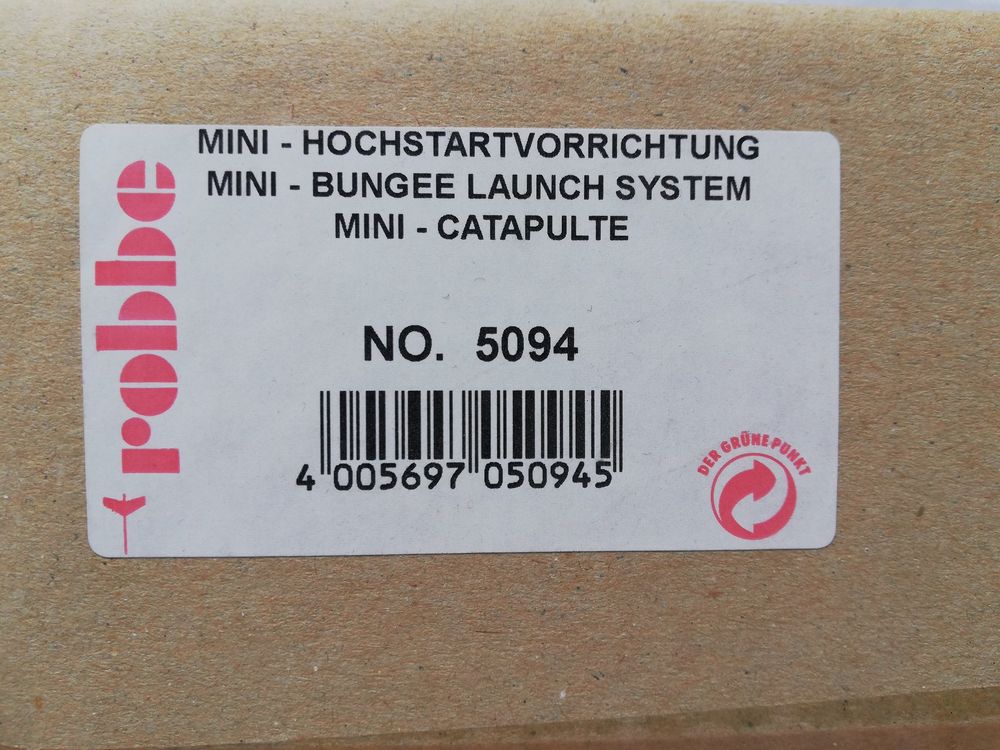 MINI - HOCHSTARTVORRICHTUNG
MINI - BUNGEE LAUNCH SYSTEM
MINI - CATAPULTE
robbe
NO. 5094
4 005697 050945
DER GRÜNE PUNKT